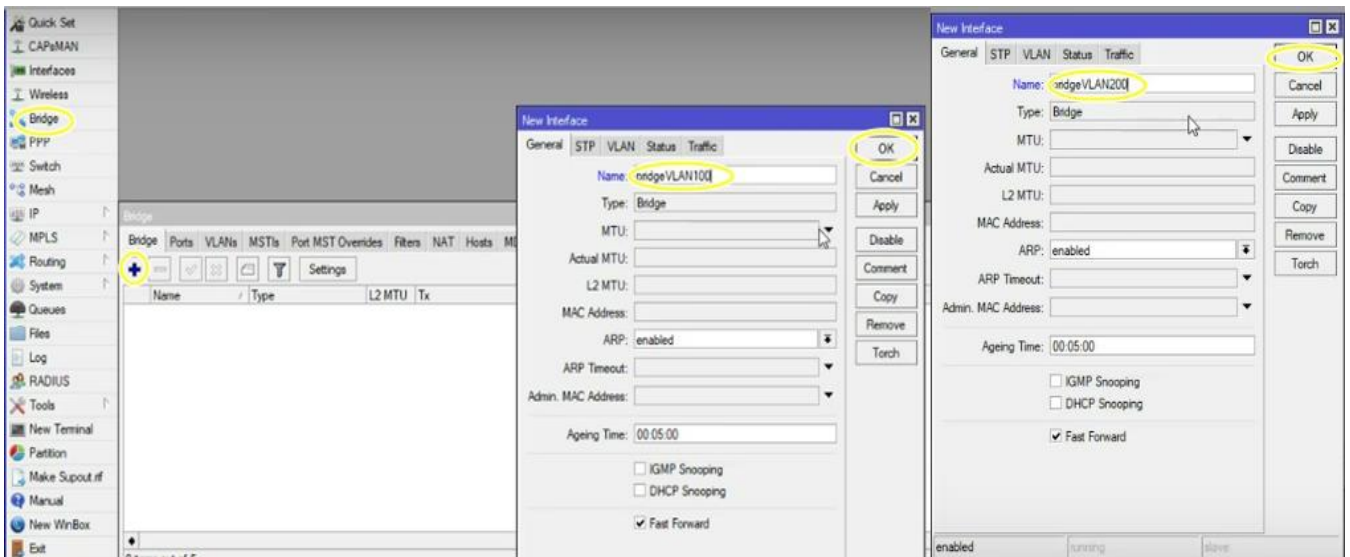 Quick Set
CAPsMAN
Interfaces
Wireless
Bridge
PPP
Switch
Mesh
IP
MPLS
Routing
System
Queues
Files
Log
RADIUS
Tools
New Terminal
Partition
Make Supout.rif
Manual
New WinBox
Exit
Bridge
Bridge Ports VLANs MSTIs Port MST Overrides Filters NAT Hosts
Settings
Name Type L2 MTU Tx
New Interface
General STP VLAN Status Traffic
Name: bridgeVLAN100
Type: Bridge
MTU:
Actual MTU:
L2 MTU:
MAC Address:
ARP: enabled
ARP Timeout:
Admin. MAC Address:
Ageing Time: 00:05:00
IGMP Snooping
DHCP Snooping
Fast Forward
OK
Cancel
Apply
Disable
Comment
Copy
Remove
Torch
New Interface
General STP VLAN Status Traffic
Name: bridgeVLAN200
Type: Bridge
MTU:
Actual MTU:
L2 MTU:
MAC Address:
ARP: enabled
ARP Timeout:
Admin. MAC Address:
Ageing Time: 00:05:00
IGMP Snooping
DHCP Snooping
Fast Forward
enabled running slave
OK
Cancel
Apply
Disable
Comment
Copy
Remove
Torch